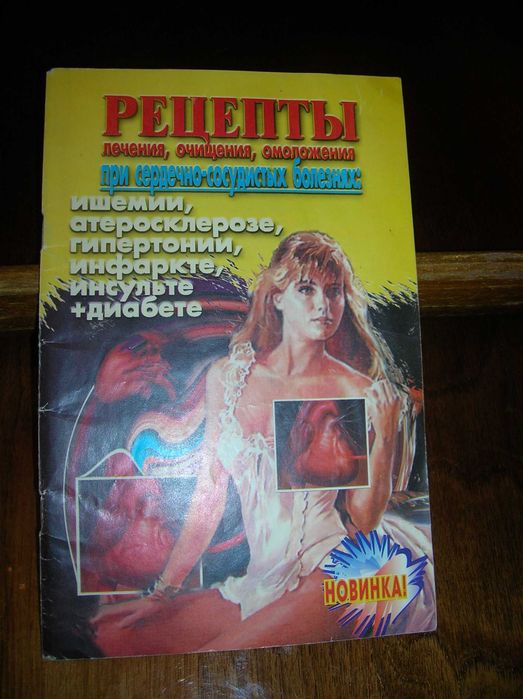 РЕЦЕПТЫ
лечения, очищения, омоложения
при сердечно-сосудистых болезнях:
ишемии,
атеросклерозе,
гипертонии,
инфаркте,
инсульте
+диабете
НОВИНКА!